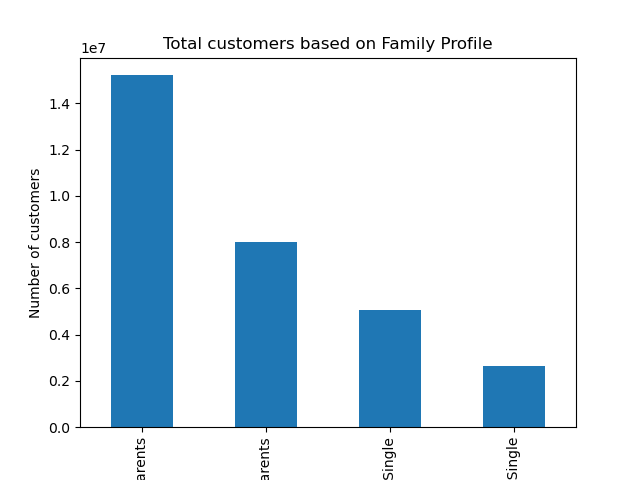 Total customers based on Family Profile
1e7
1.4
1.2
1.0
0.8
0.6
0.4
0.2
0.0
Number of customers
arents
arents
Single
Single